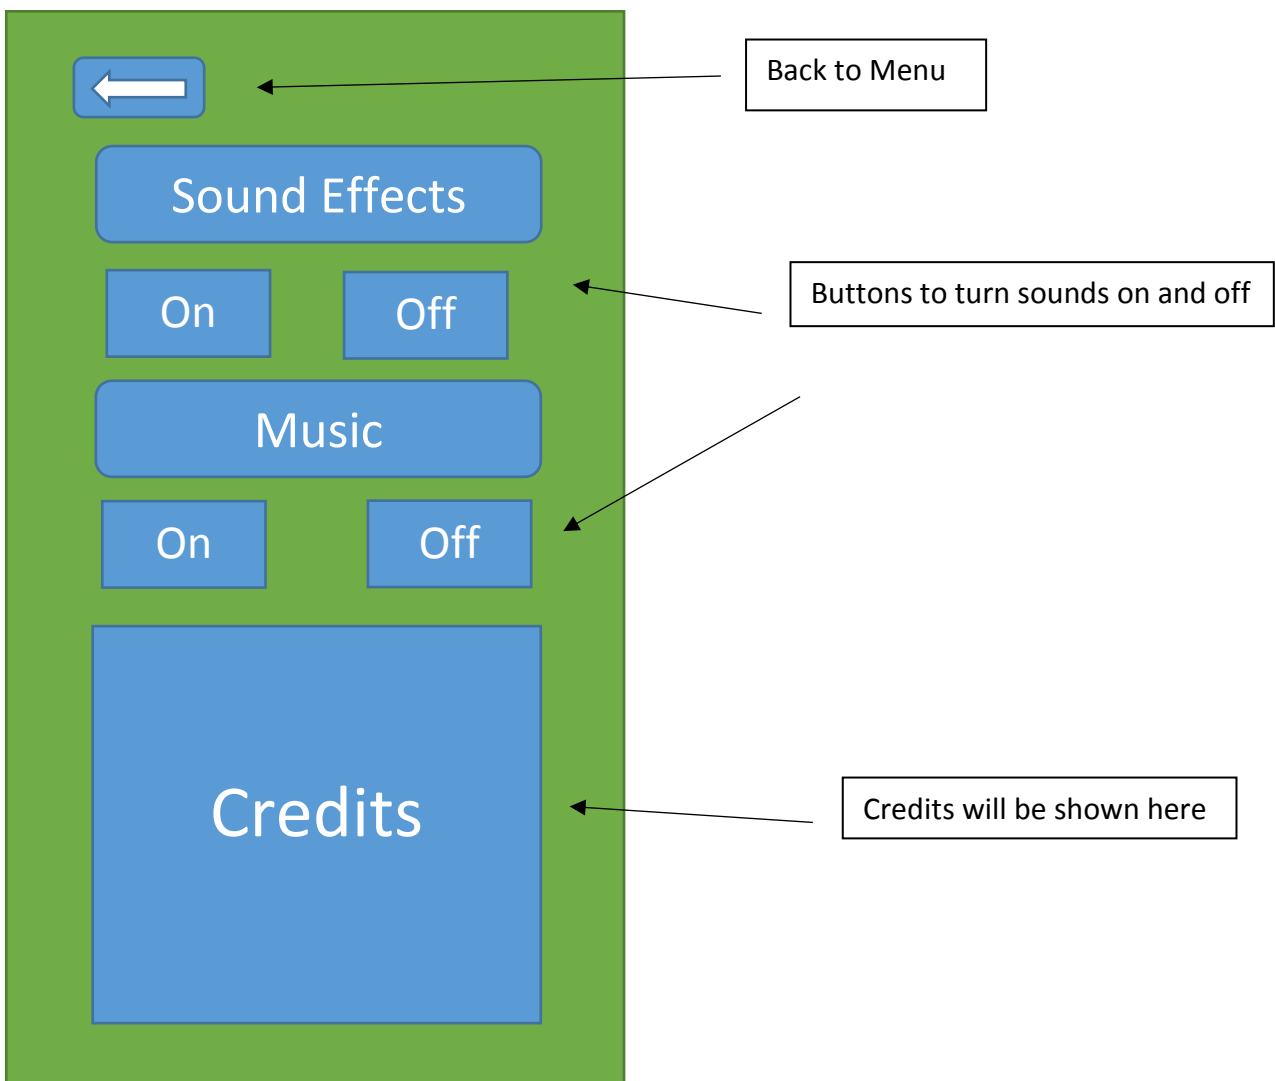 Back to Menu
Sound Effects
Buttons to turn sounds on and off
On Off
Music
On Off
Credits
Credits will be shown here